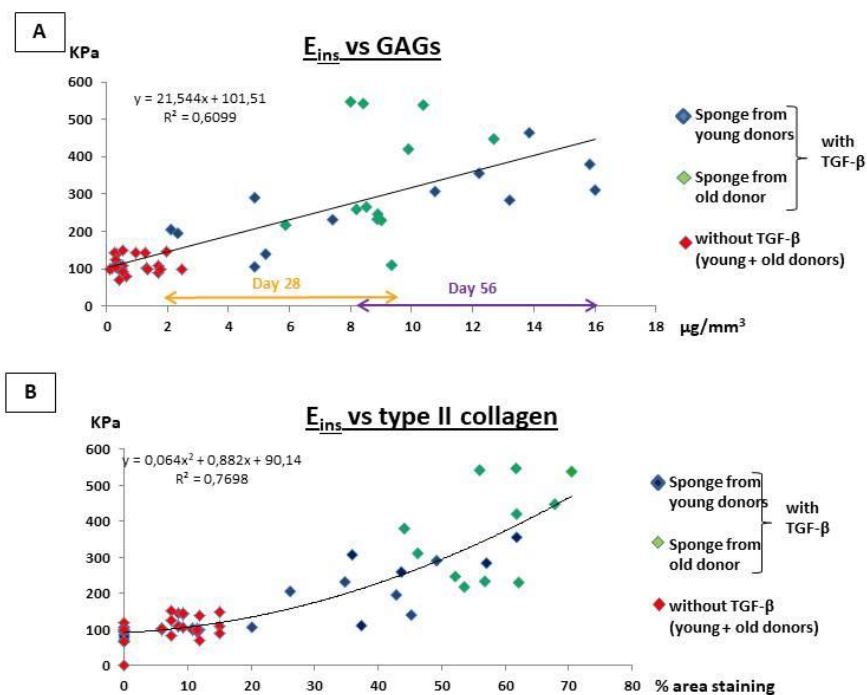 A
E_ins vs GAGs
KPa
600
500
400
300
200
100
0
y = 21,544x + 101,51
R² = 0,6099
Day 28
Day 56
0 2 4 6 8 10 12 14 16 18
µg/mm³
Sponge from
young donors
Sponge from
old donor
with
TGF-β
without TGF-β
(young + old donors)
B
E_ins vs type II collagen
KPa
600
500
400
300
200
100
0
y = 0,064x² + 0,882x + 90,14
R² = 0,7698
0 10 20 30 40 50 60 70 80
% area staining
Sponge from
young donors
Sponge from
old donor
with
TGF-β
without TGF-β
(young + old donors)